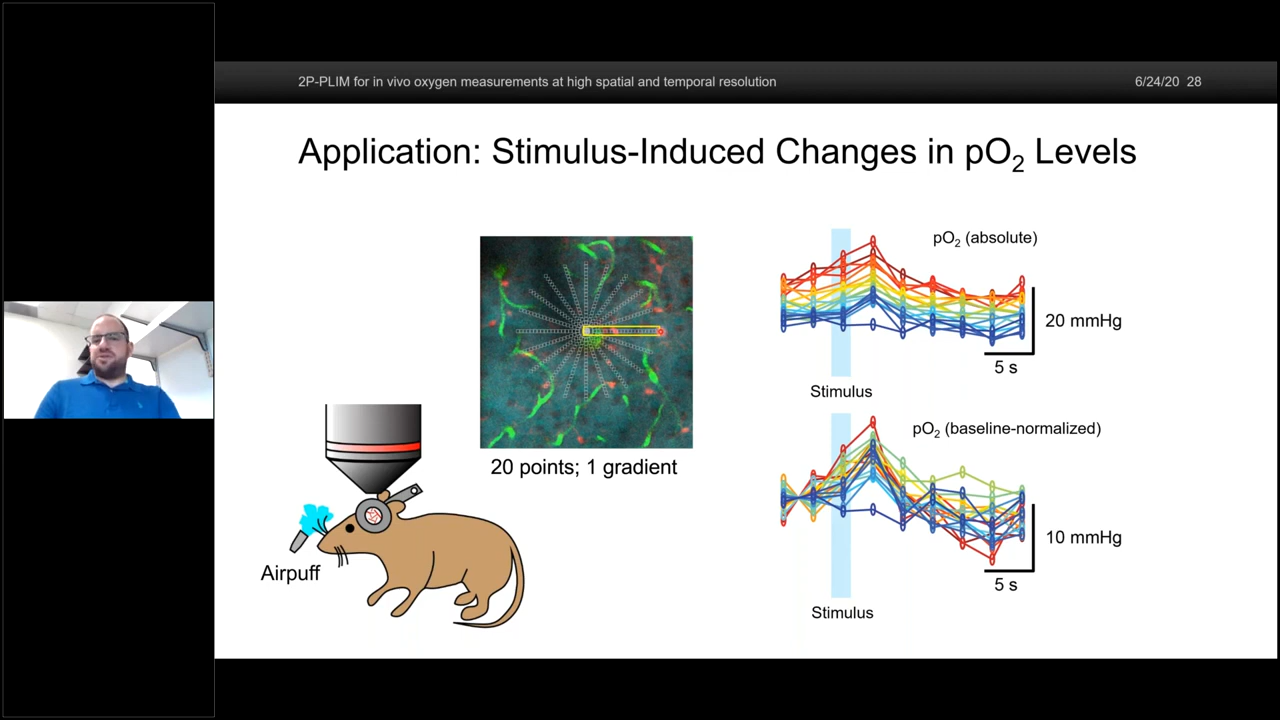 2P-PLIM for in vivo oxygen measurements at high spatial and temporal resolution
6/24/20 28
Application: Stimulus-Induced Changes in pO₂ Levels
pO₂ (absolute)
20 mmHg
5 s
Stimulus
pO₂ (baseline-normalized)
20 points; 1 gradient
10 mmHg
Airpuff
5 s
Stimulus